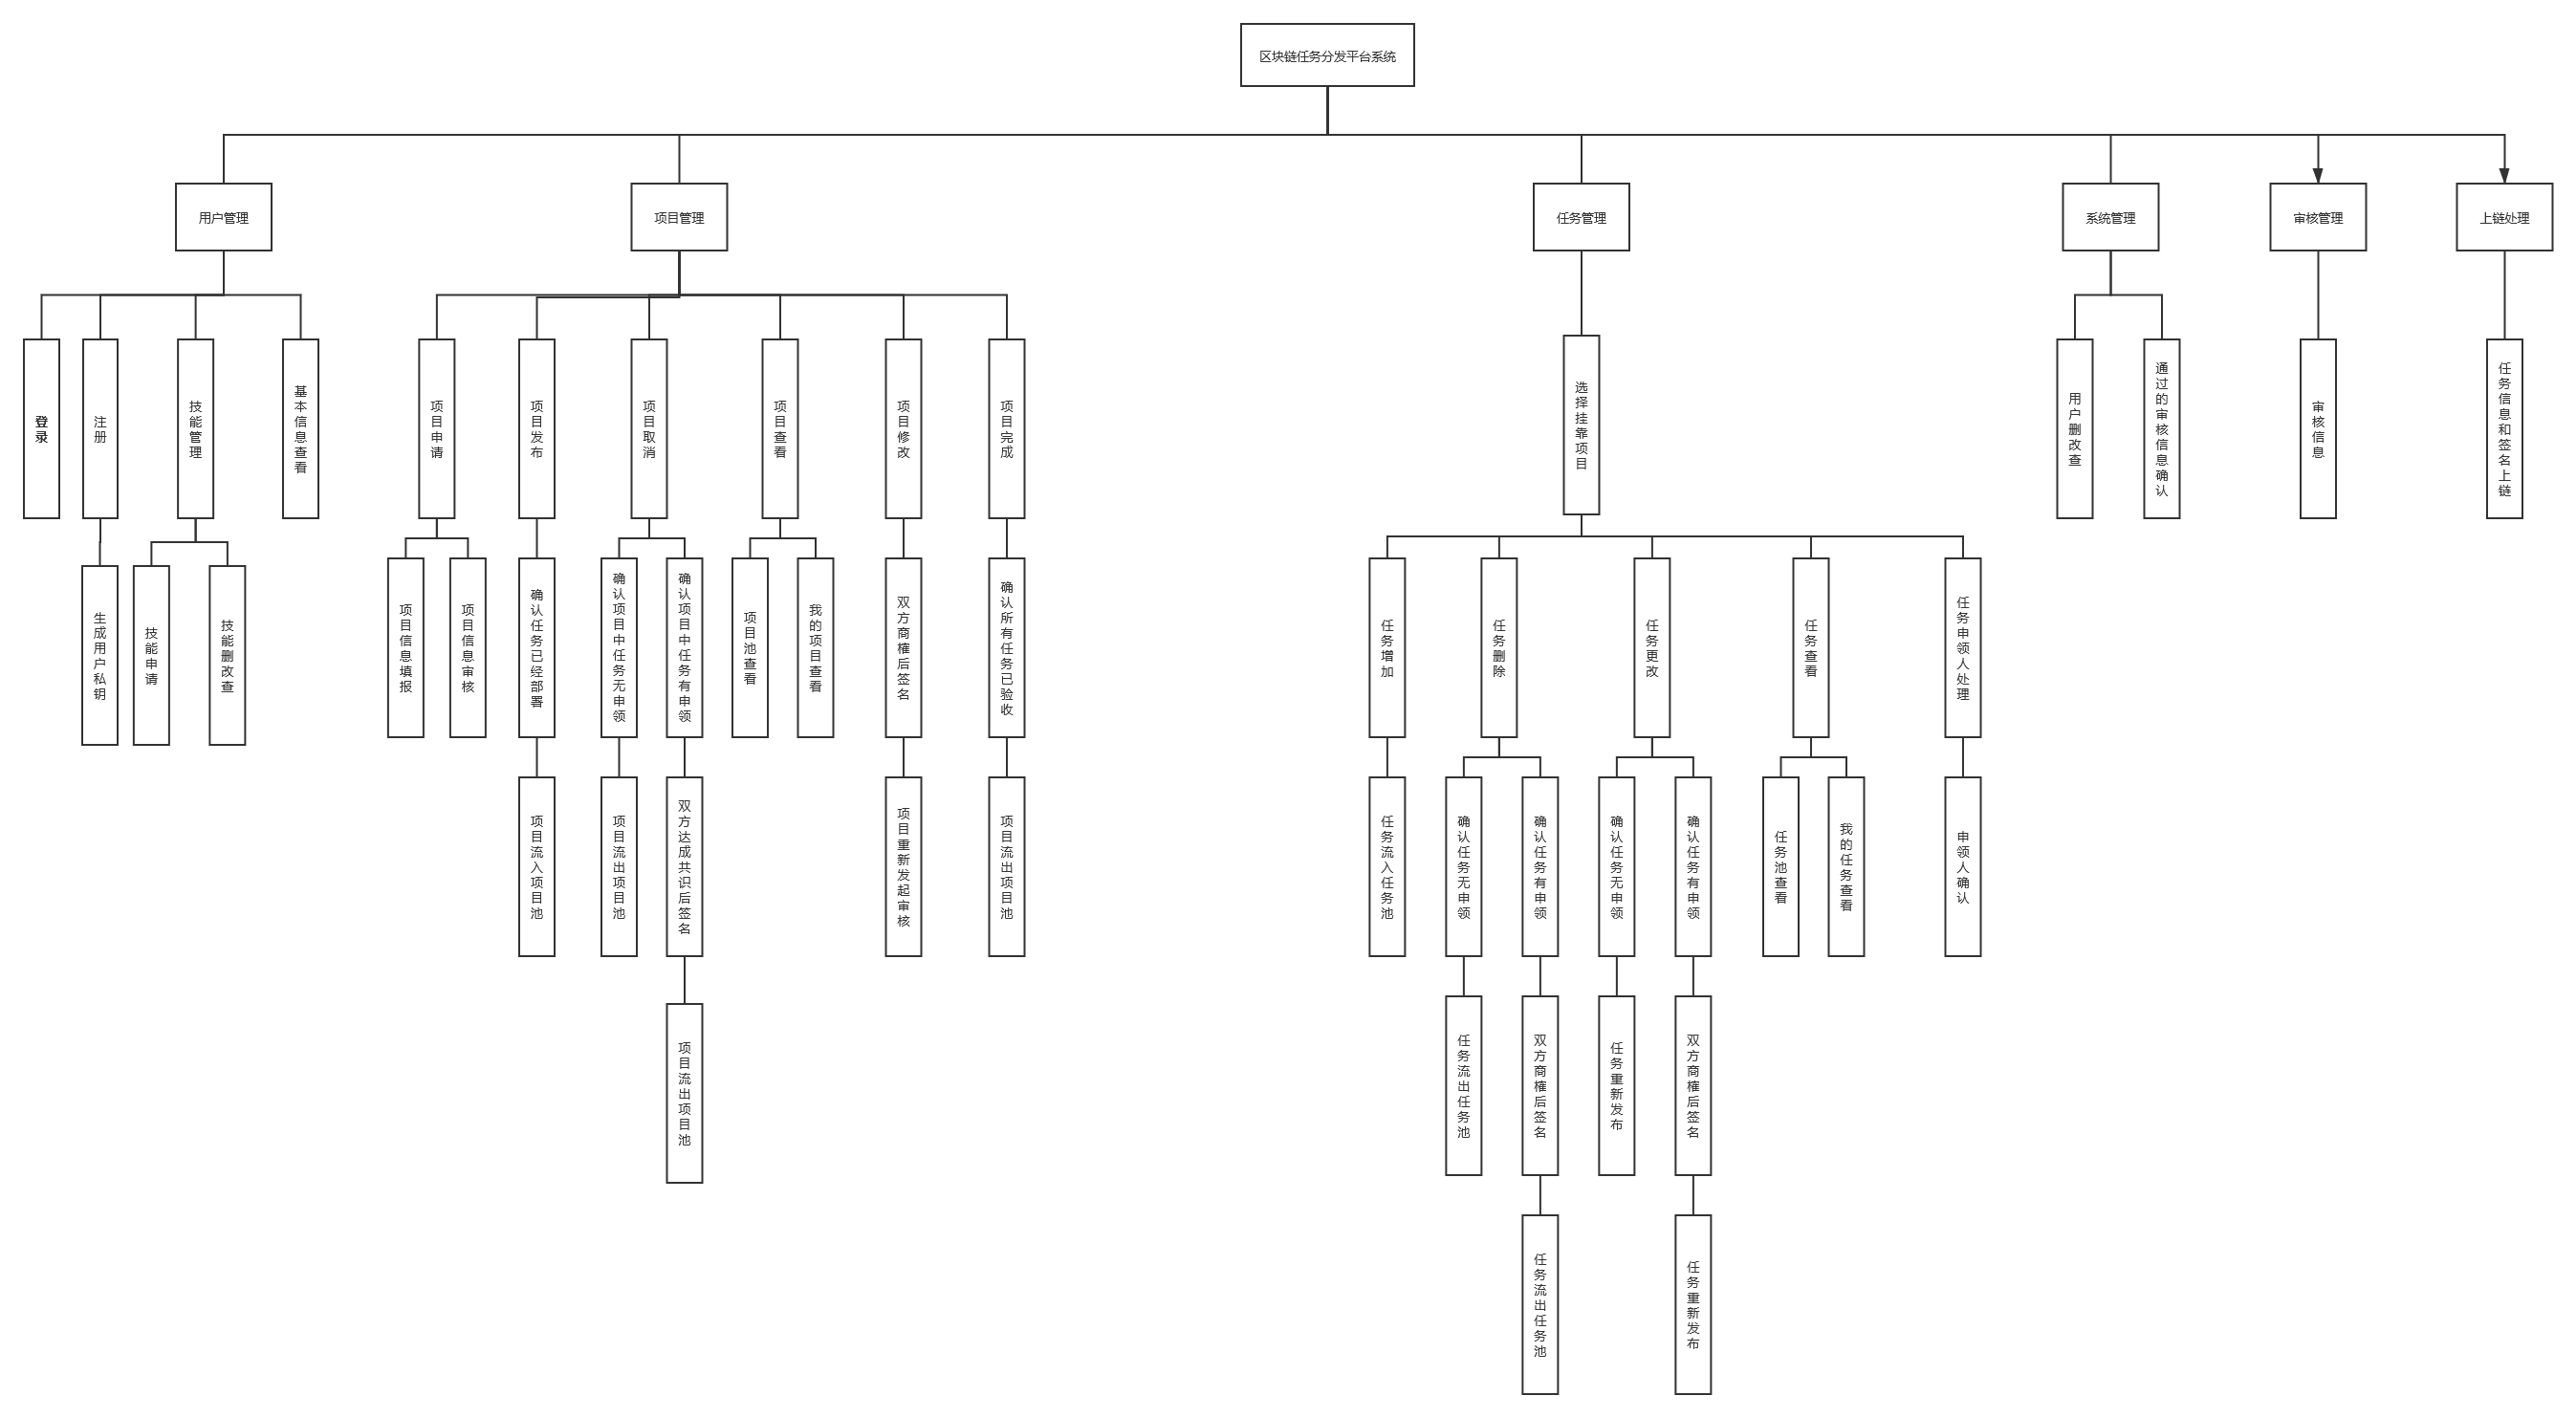 区块链任务分发平台系统
用户管理
项目管理
任务管理
系统管理
审核管理
上链处理
登录
注册
技能管理
基本信息查看
项目申请
项目发布
项目取消
项目查看
项目修改
项目完成
选择挂靠项目
用户删改查
通过的审核信息确认
审核信息
任务信息和签名上链
生成用户私钥
技能申请
技能删改查
项目信息填报
项目信息审核
确认任务已经部署
确认项目中任务无申领
确认项目中任务有申领
项目池查看
我的项目查看
双方商榷后签名
确认所有任务已验收
任务增加
任务删除
任务更改
任务查看
任务申领人处理
项目流入项目池
项目流出项目池
双方达成共识后签名
项目重新发起审核
项目流出项目池
任务流入任务池
确认任务无申领
确认任务有申领
确认任务无申领
确认任务有申领
任务池查看
我的任务查看
申领人确认
项目流出项目池
任务流出任务池
双方商榷后签名
任务重新发布
双方商榷后签名
任务流出任务池
任务重新发布